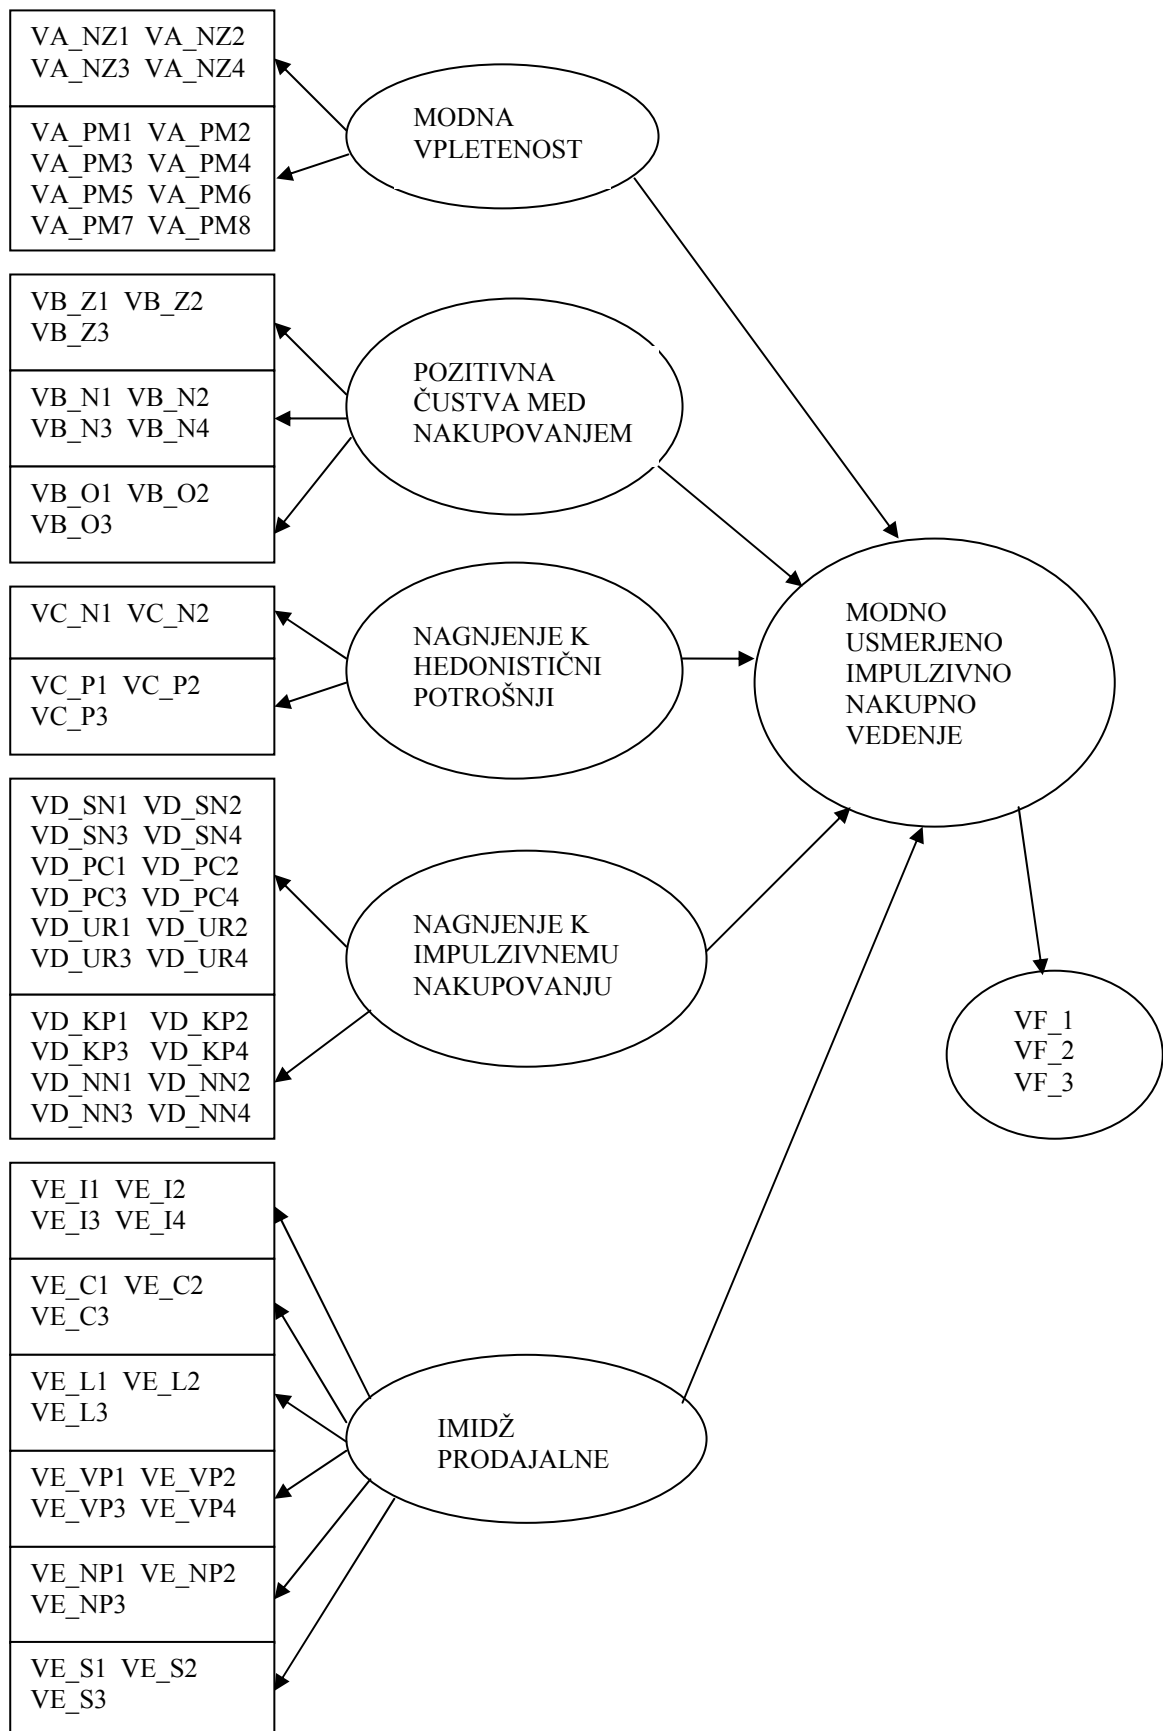 VA_NZ1 VA_NZ2
VA_NZ3 VA_NZ4
VA_PM1 VA_PM2
VA_PM3 VA_PM4
VA_PM5 VA_PM6
VA_PM7 VA_PM8
MODNA
VPLETENOST
VB_Z1 VB_Z2
VB_Z3
VB_N1 VB_N2
VB_N3 VB_N4
VB_O1 VB_O2
VB_O3
POZITIVNA
ČUSTVA MED
NAKUPOVANJEM
VC_N1 VC_N2
VC_P1 VC_P2
VC_P3
NAGNJENJE K
HEDONISTIČNI
POTROŠNJI
MODNO
USMERJENO
IMPULZIVNO
NAKUPNO
VEDENJE
VD_SN1 VD_SN2
VD_SN3 VD_SN4
VD_PC1 VD_PC2
VD_PC3 VD_PC4
VD_UR1 VD_UR2
VD_UR3 VD_UR4
VD_KP1 VD_KP2
VD_KP3 VD_KP4
VD_NN1 VD_NN2
VD_NN3 VD_NN4
NAGNJENJE K
IMPULZIVNEMU
NAKUPOVANJU
VF_1
VF_2
VF_3
VE_I1 VE_I2
VE_I3 VE_I4
VE_C1 VE_C2
VE_C3
VE_L1 VE_L2
VE_L3
VE_VP1 VE_VP2
VE_VP3 VE_VP4
VE_NP1 VE_NP2
VE_NP3
VE_S1 VE_S2
VE_S3
IMIDŽ
PRODAJALNE